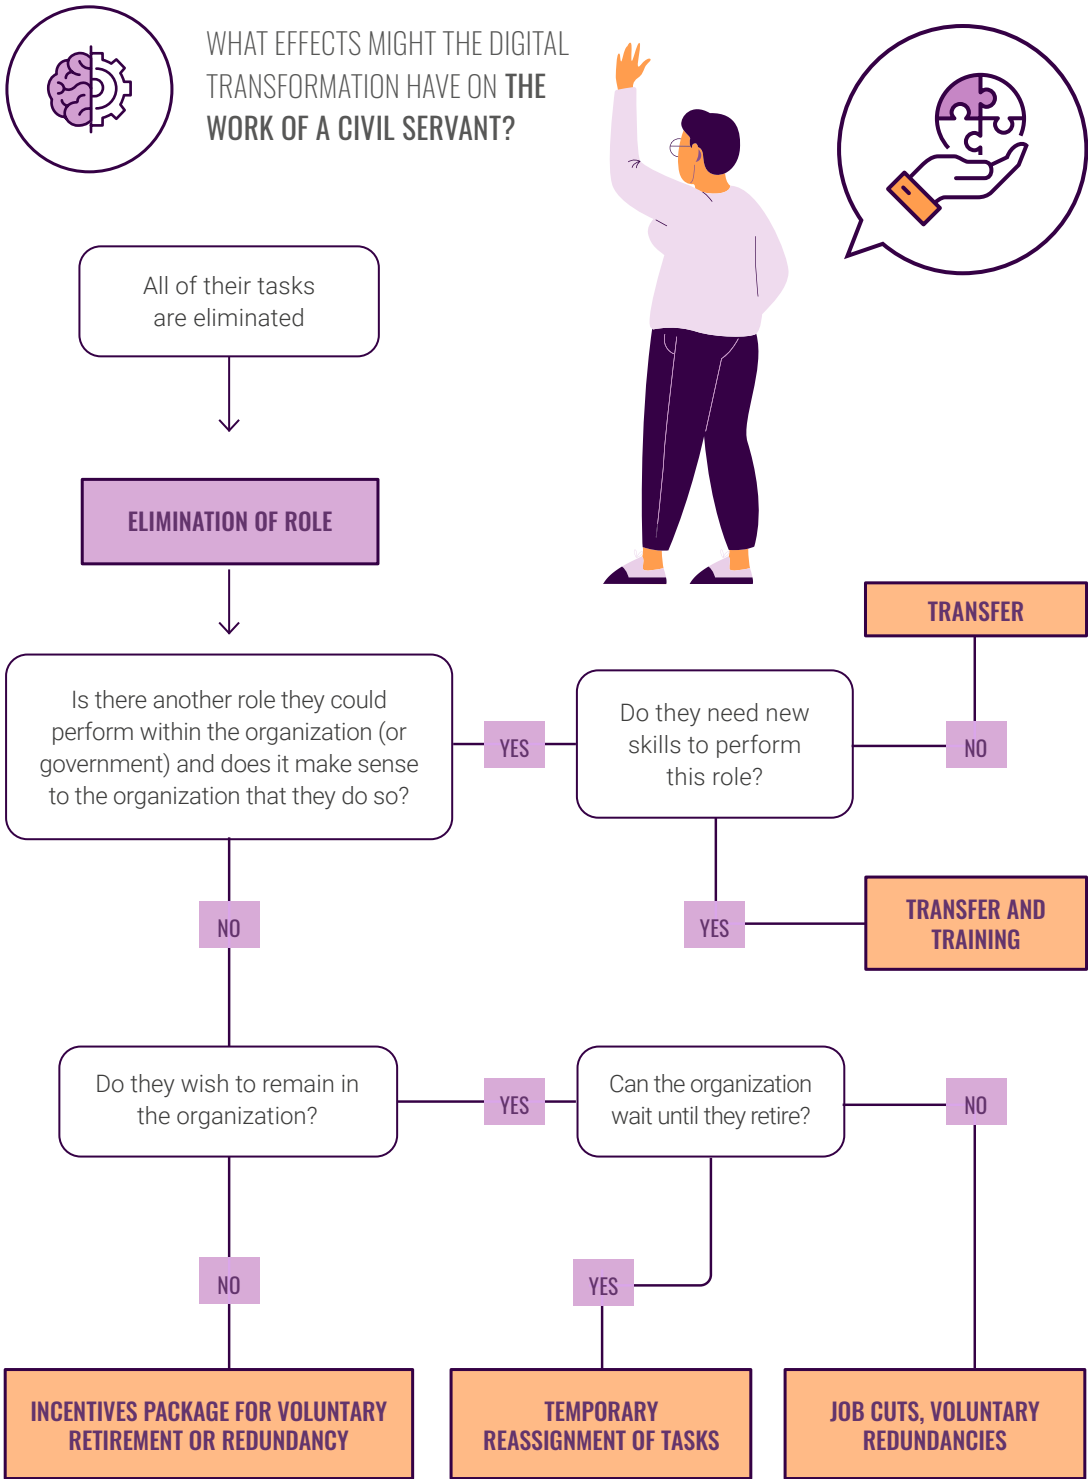 WHAT EFFECTS MIGHT THE DIGITAL
TRANSFORMATION HAVE ON THE
WORK OF A CIVIL SERVANT?
All of their tasks
are eliminated
ELIMINATION OF ROLE
TRANSFER
Is there another role they could
perform within the organization (or
government) and does it make sense
to the organization that they do so?
YES
Do they need new
skills to perform
this role?
NO
NO
YES
TRANSFER AND
TRAINING
Do they wish to remain in
the organization?
YES
Can the organization
wait until they retire?
NO
NO
YES
INCENTIVES PACKAGE FOR VOLUNTARY
RETIREMENT OR REDUNDANCY
TEMPORARY
REASSIGNMENT OF TASKS
JOB CUTS, VOLUNTARY
REDUNDANCIES